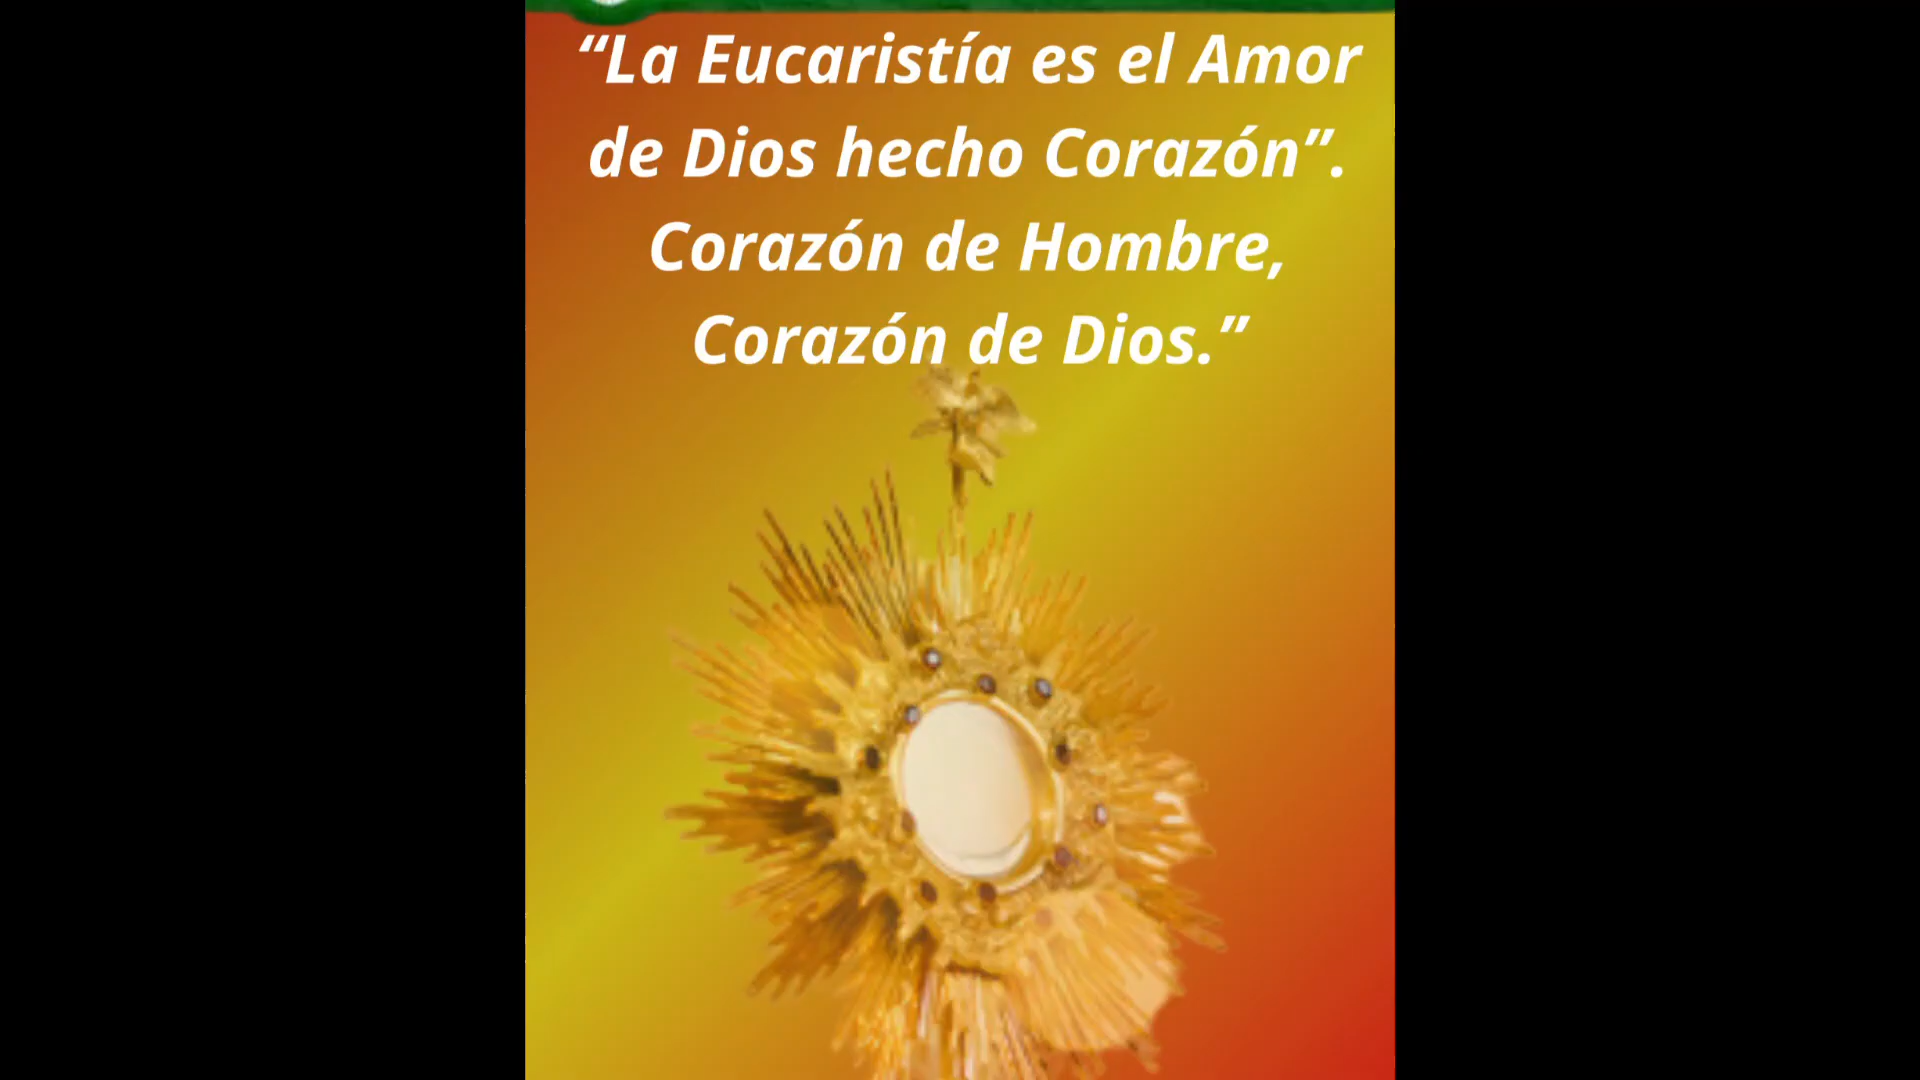 “La Eucaristía es el Amor
de Dios hecho Corazón”.
Corazón de Hombre,
Corazón de Dios.”